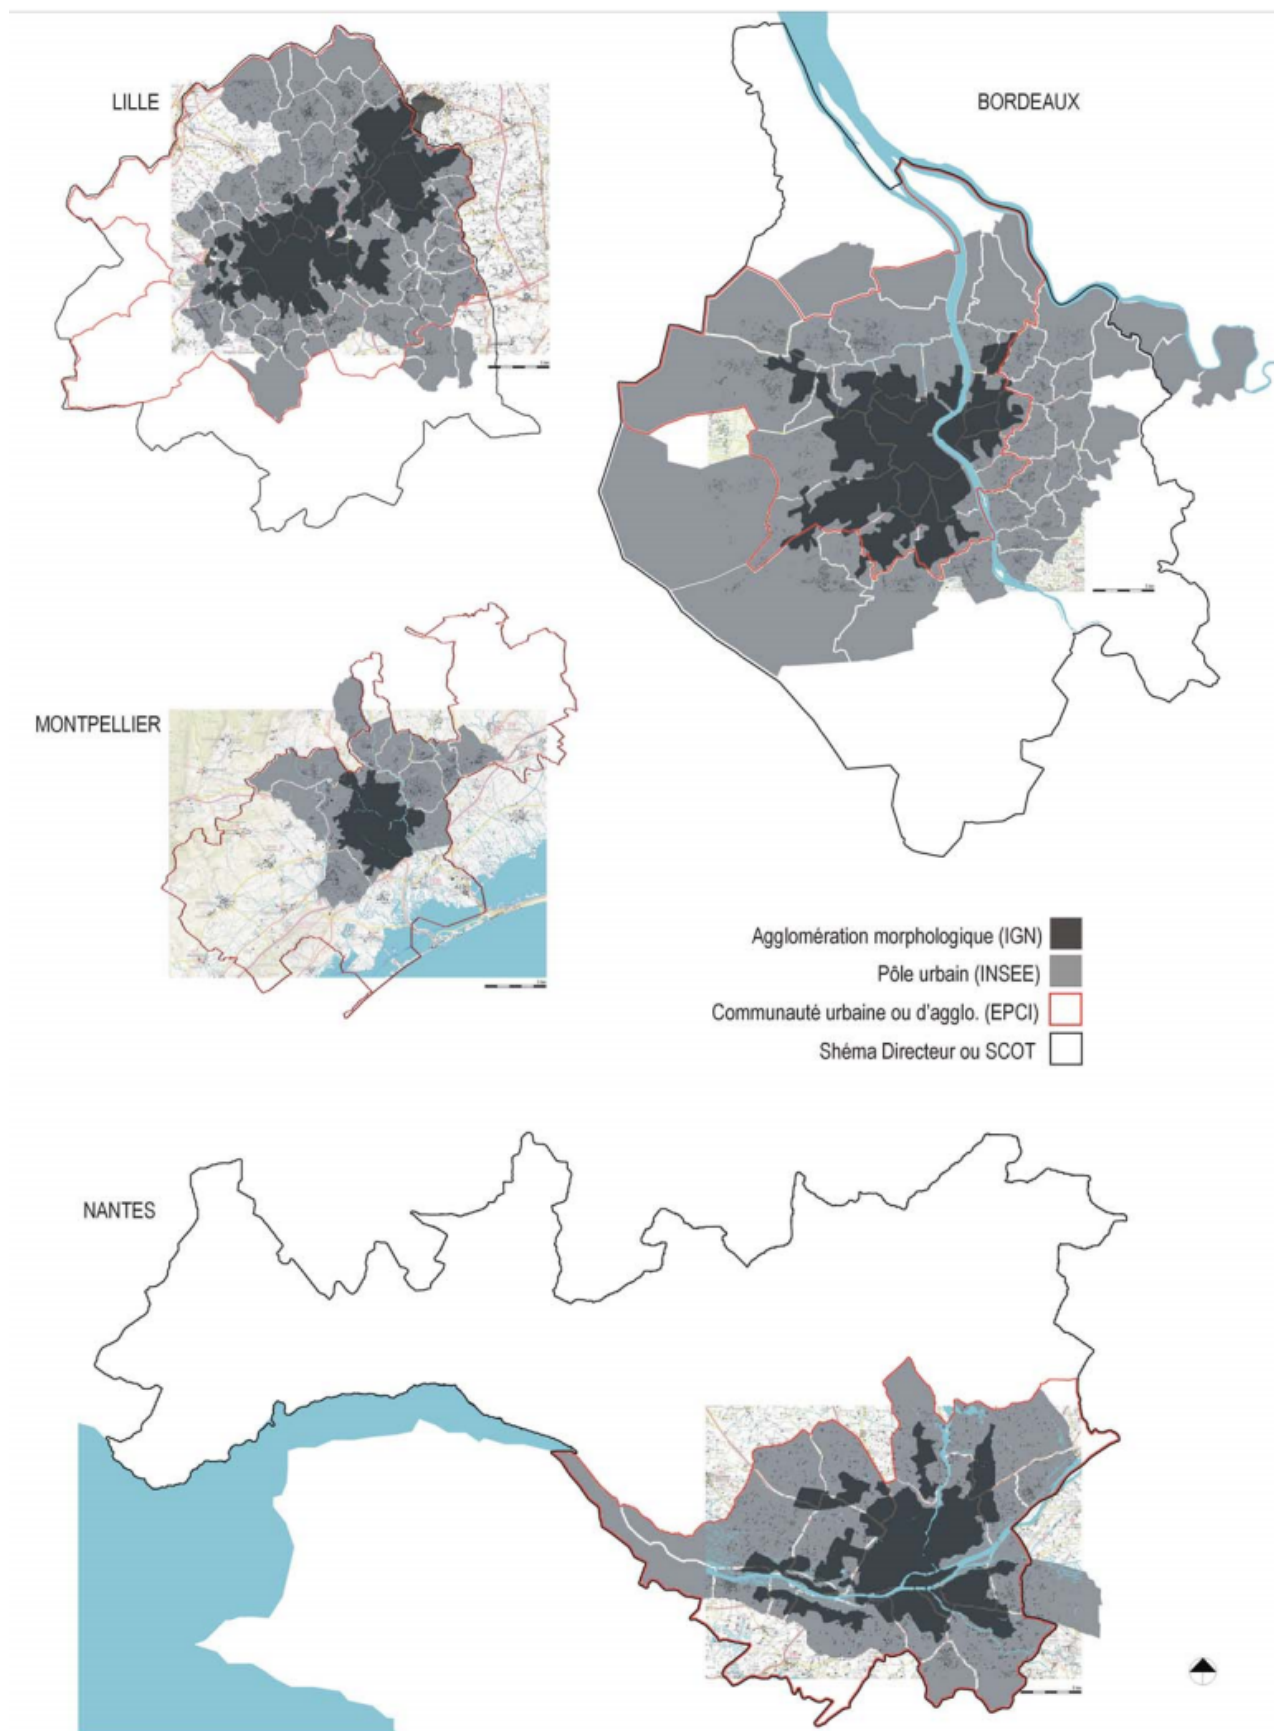 LILLE
BORDEAUX
MONTPELLIER
Agglomération morphologique (IGN)
Pôle urbain (INSEE)
Communauté urbaine ou d'agglo. (EPCI)
Shéma Directeur ou SCOT
NANTES